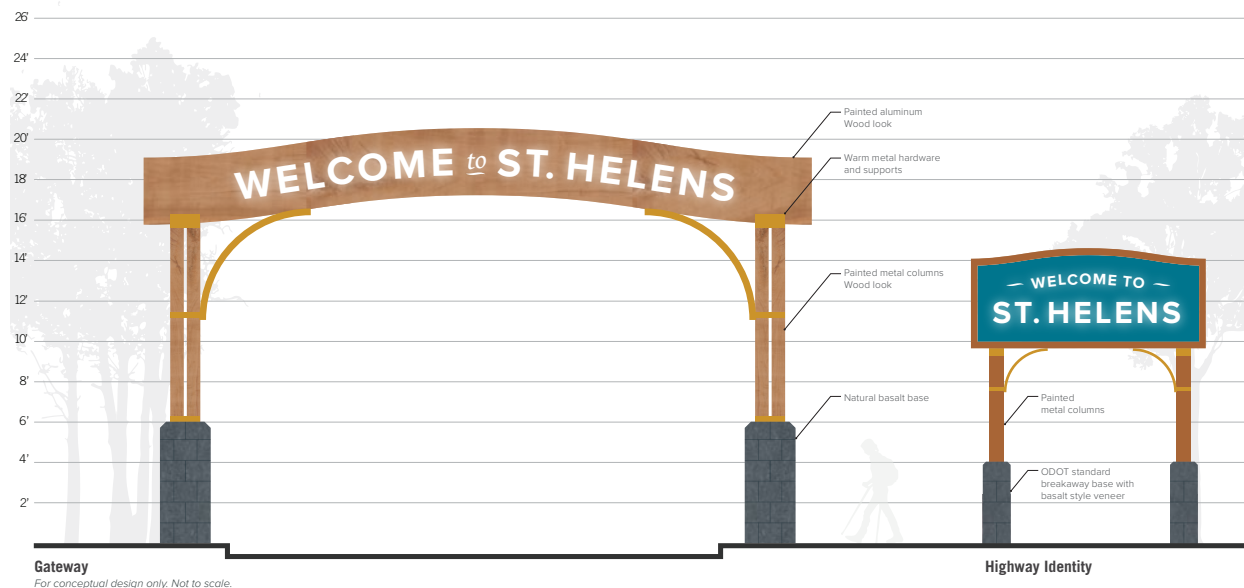 26'
24'
22'
20'
18'
16'
14'
12'
10'
8'
6'
4'
2'
WELCOME to ST. HELENS
Painted aluminum
Wood look
Warm metal hardware
and supports
Painted metal columns
Wood look
Natural basalt base
WELCOME TO
ST. HELENS
Painted
metal columns
ODOT standard
breakaway base with
basalt style veneer
Gateway
For conceptual design only. Not to scale.
Highway Identity